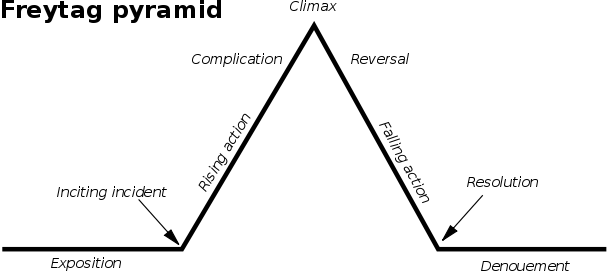 Freytag pyramid
Climax
Complication
Reversal
Rising action
Falling action
Inciting incident
Resolution
Exposition
Denouement